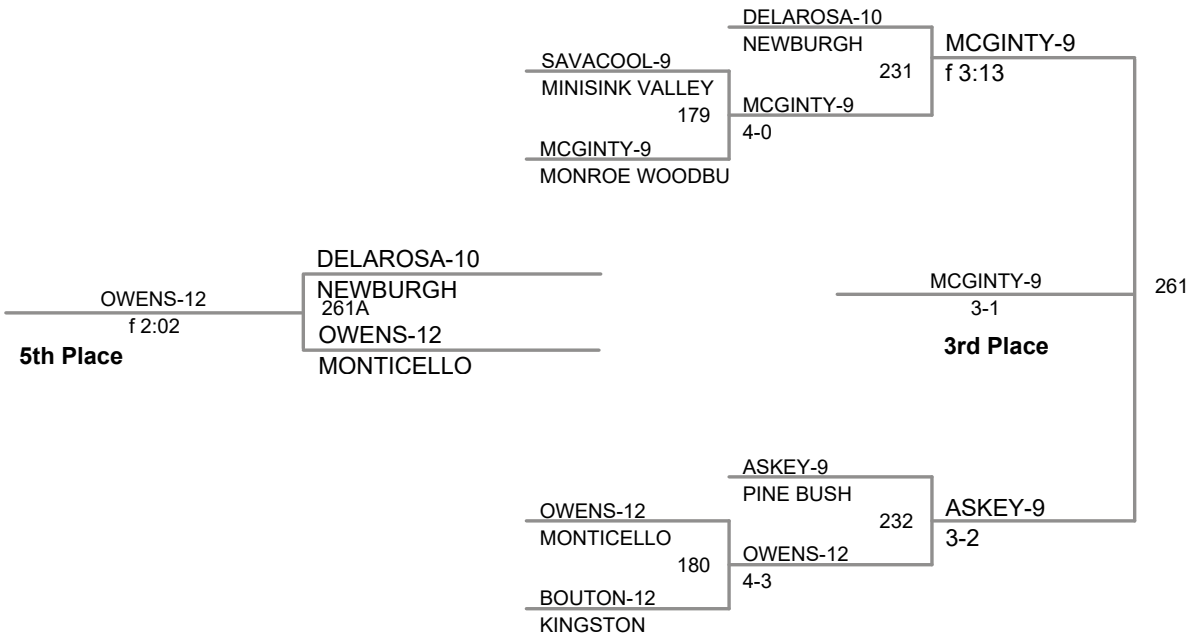 DELAROSA-10
NEWBURGH
231
MCGINTY-9
f 3:13
SAVACOOL-9
MINISINK VALLEY
179
MCGINTY-9
4-0
MCGINTY-9
MONROE WOODBU
DELAROSA-10
NEWBURGH
261A
OWENS-12
MONTICELLO
OWENS-12
f 2:02
5th Place
MCGINTY-9
3-1
3rd Place
261
ASKEY-9
PINE BUSH
232
ASKEY-9
3-2
OWENS-12
MONTICELLO
180
OWENS-12
4-3
BOUTON-12
KINGSTON